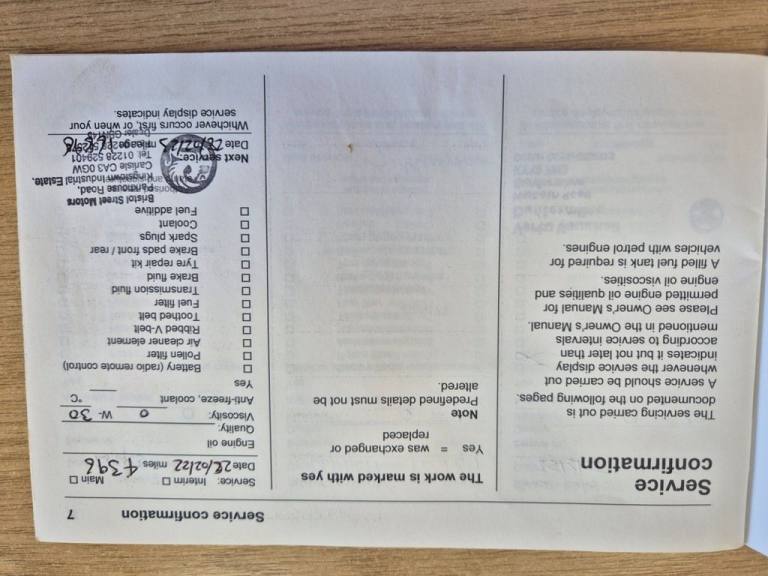 Service confirmation
7
Service
confirmation
The servicing carried out is
documented on the following pages.
A service should be carried out
whenever the service display
indicates it but not later than
according to service intervals
mentioned in the Owner's Manual.
Please see Owner's Manual for
permitted engine oil qualities and
engine oil viscosities.
A filled fuel tank is required for
vehicles with petrol engines.
The work is marked with yes
Yes = was exchanged or
replaced
Note
Predefined details must not be
altered.
Service: Interim □ Main □
Date 28/02/22 miles 4396
Engine oil
Quality:
Viscosity: 0 W- 30
Anti-freeze, coolant °C
Yes
□ Battery (radio remote control)
□ Pollen filter
□ Air cleaner element
□ Ribbed V-belt
□ Toothed belt
□ Fuel filter
□ Transmission fluid
□ Brake fluid
□ Tyre repair kit
□ Brake pads front / rear
□ Spark plugs
□ Coolant
□ Fuel additive
Bristol Street Motors
Parkhouse Road,
Kingstown Industrial Estate,
Carlisle CA3 0SW
Tel: 01228 529401
Next service:
Date 28/02/23 mileage
Whichever occurs first, or when your
service display indicates.